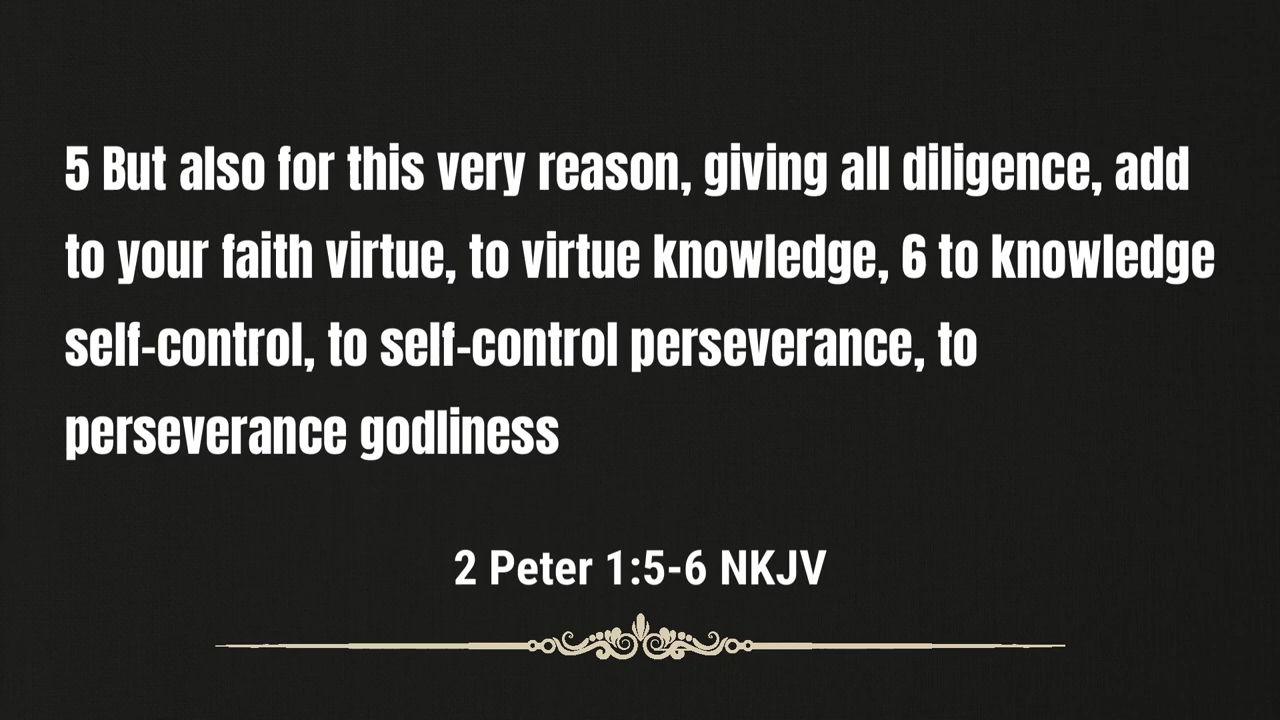 5 But also for this very reason, giving all diligence, add
to your faith virtue, to virtue knowledge, 6 to knowledge
self-control, to self-control perseverance, to
perseverance godliness
2 Peter 1:5-6 NKJV